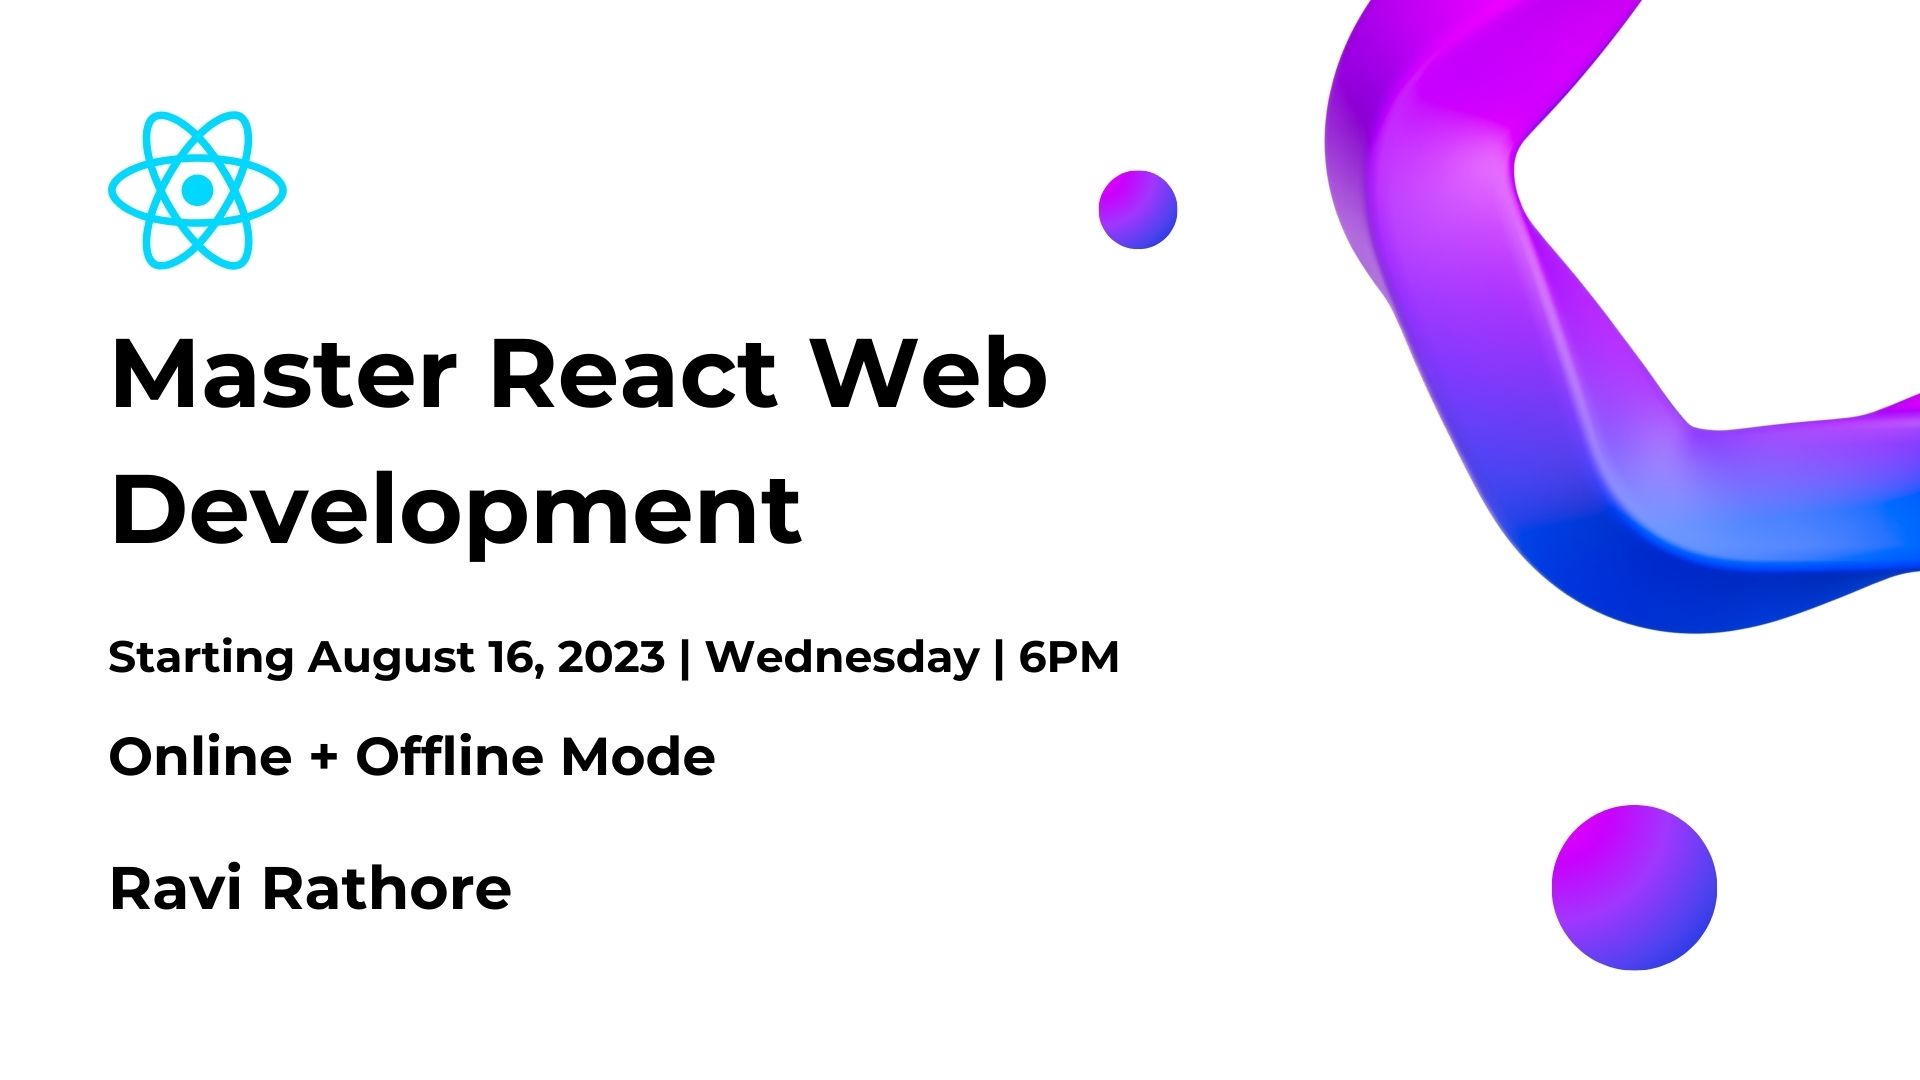 Master React Web
Development
Starting August 16, 2023 | Wednesday | 6PM
Online + Offline Mode
Ravi Rathore